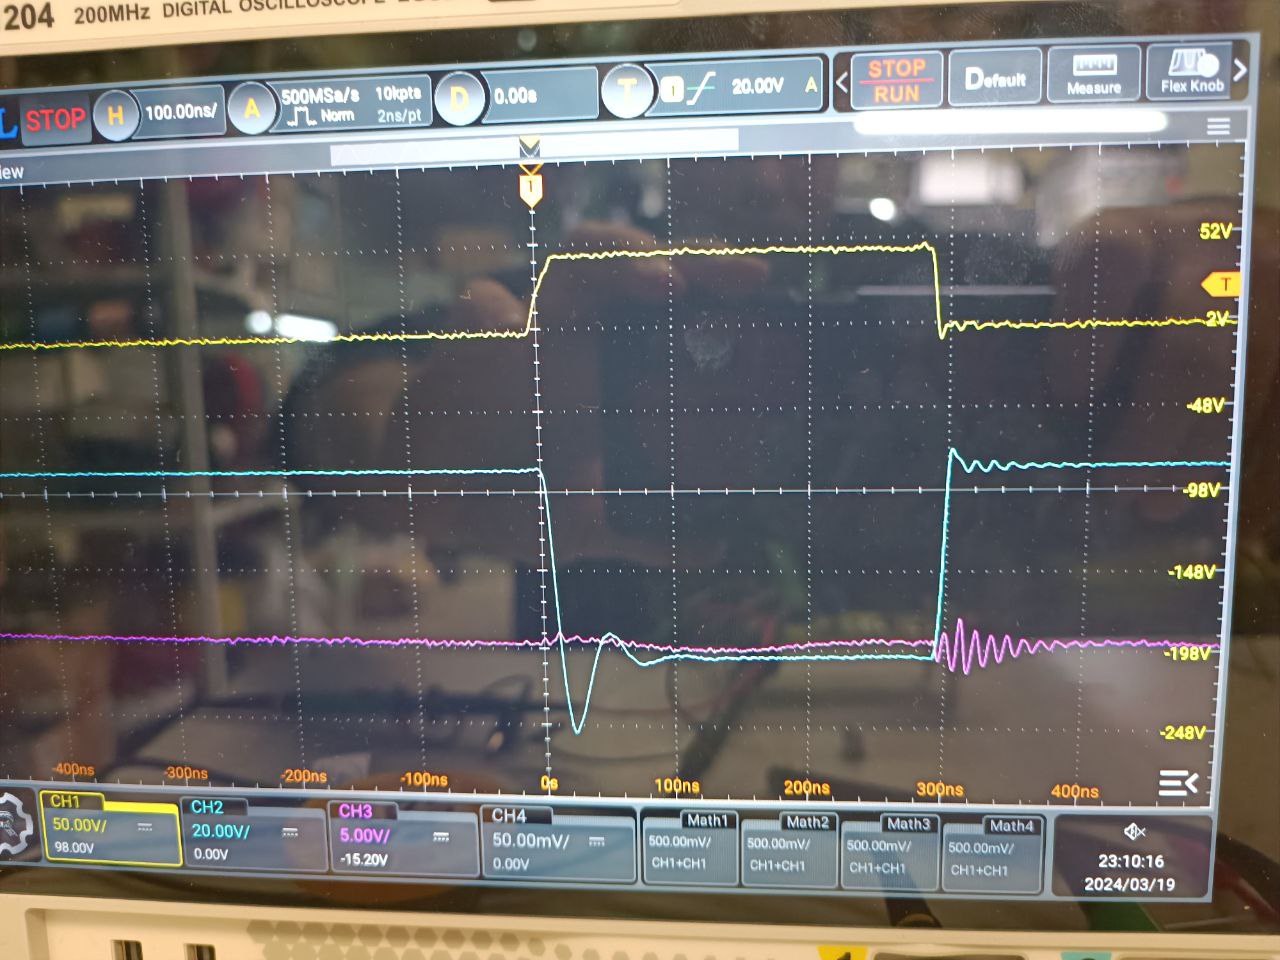 204 200MHz DIGITAL OSCILLOSCOPE
STOP H 100.00ns/ A 500MSa/s 10kpts Norm 2ns/pt D 0.00s T 1 20.00V A STOP RUN Default Measure Flex Knob
iew
T
52V
T
2V
-48V
-98V
-148V
-198V
-248V
-400ns -300ns -200ns -100ns 0s 100ns 200ns 300ns 400ns
CH1 CH2 CH3 CH4 Math1 Math2 Math3 Math4
50.00V/ 20.00V/ 5.00V/ 50.00mV/ 500.00mV/ 500.00mV/ 500.00mV/ 500.00mV/
98.00V 0.00V -15.20V 0.00V CH1+CH1 CH1+CH1 CH1+CH1 CH1+CH1
23:10:16
2024/03/19